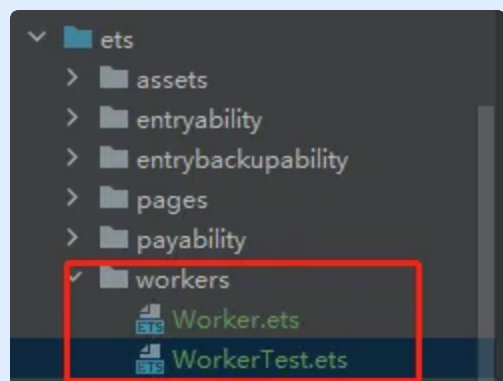 ets
assets
entryability
entrybackupability
pages
payability
workers
ETS Worker.ets
ETS WorkerTest.ets